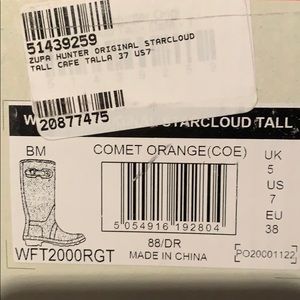 51439259
ZUPA HUNTER ORIGINAL STARCLOUD
TALL CAFE TALLA 37 US7
20877475
W GINAL STARCLOUD TALL
BM
COMET ORANGE(COE)
UK
5
US
7
EU
38
5 054916 192804
88/DR
WFT2000RGT
MADE IN CHINA
PO20001122